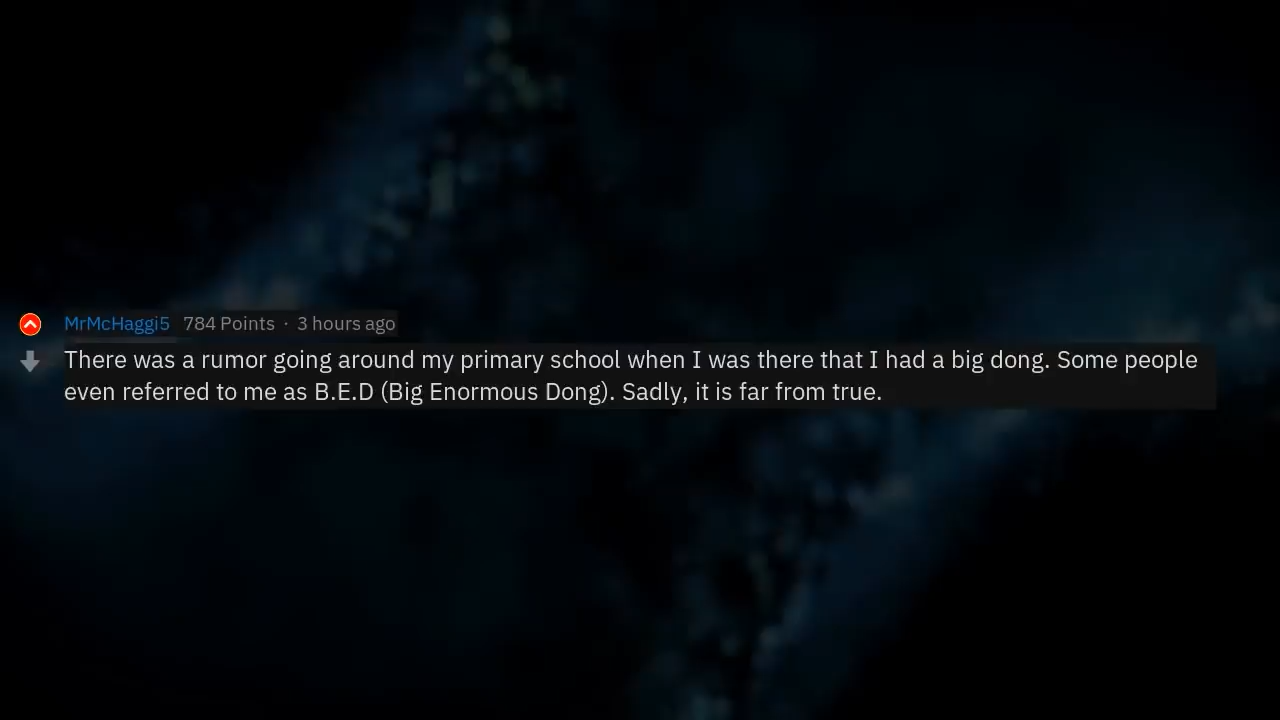 MrMcHaggi5 784 Points · 3 hours ago
There was a rumor going around my primary school when I was there that I had a big dong. Some people
even referred to me as B.E.D (Big Enormous Dong). Sadly, it is far from true.